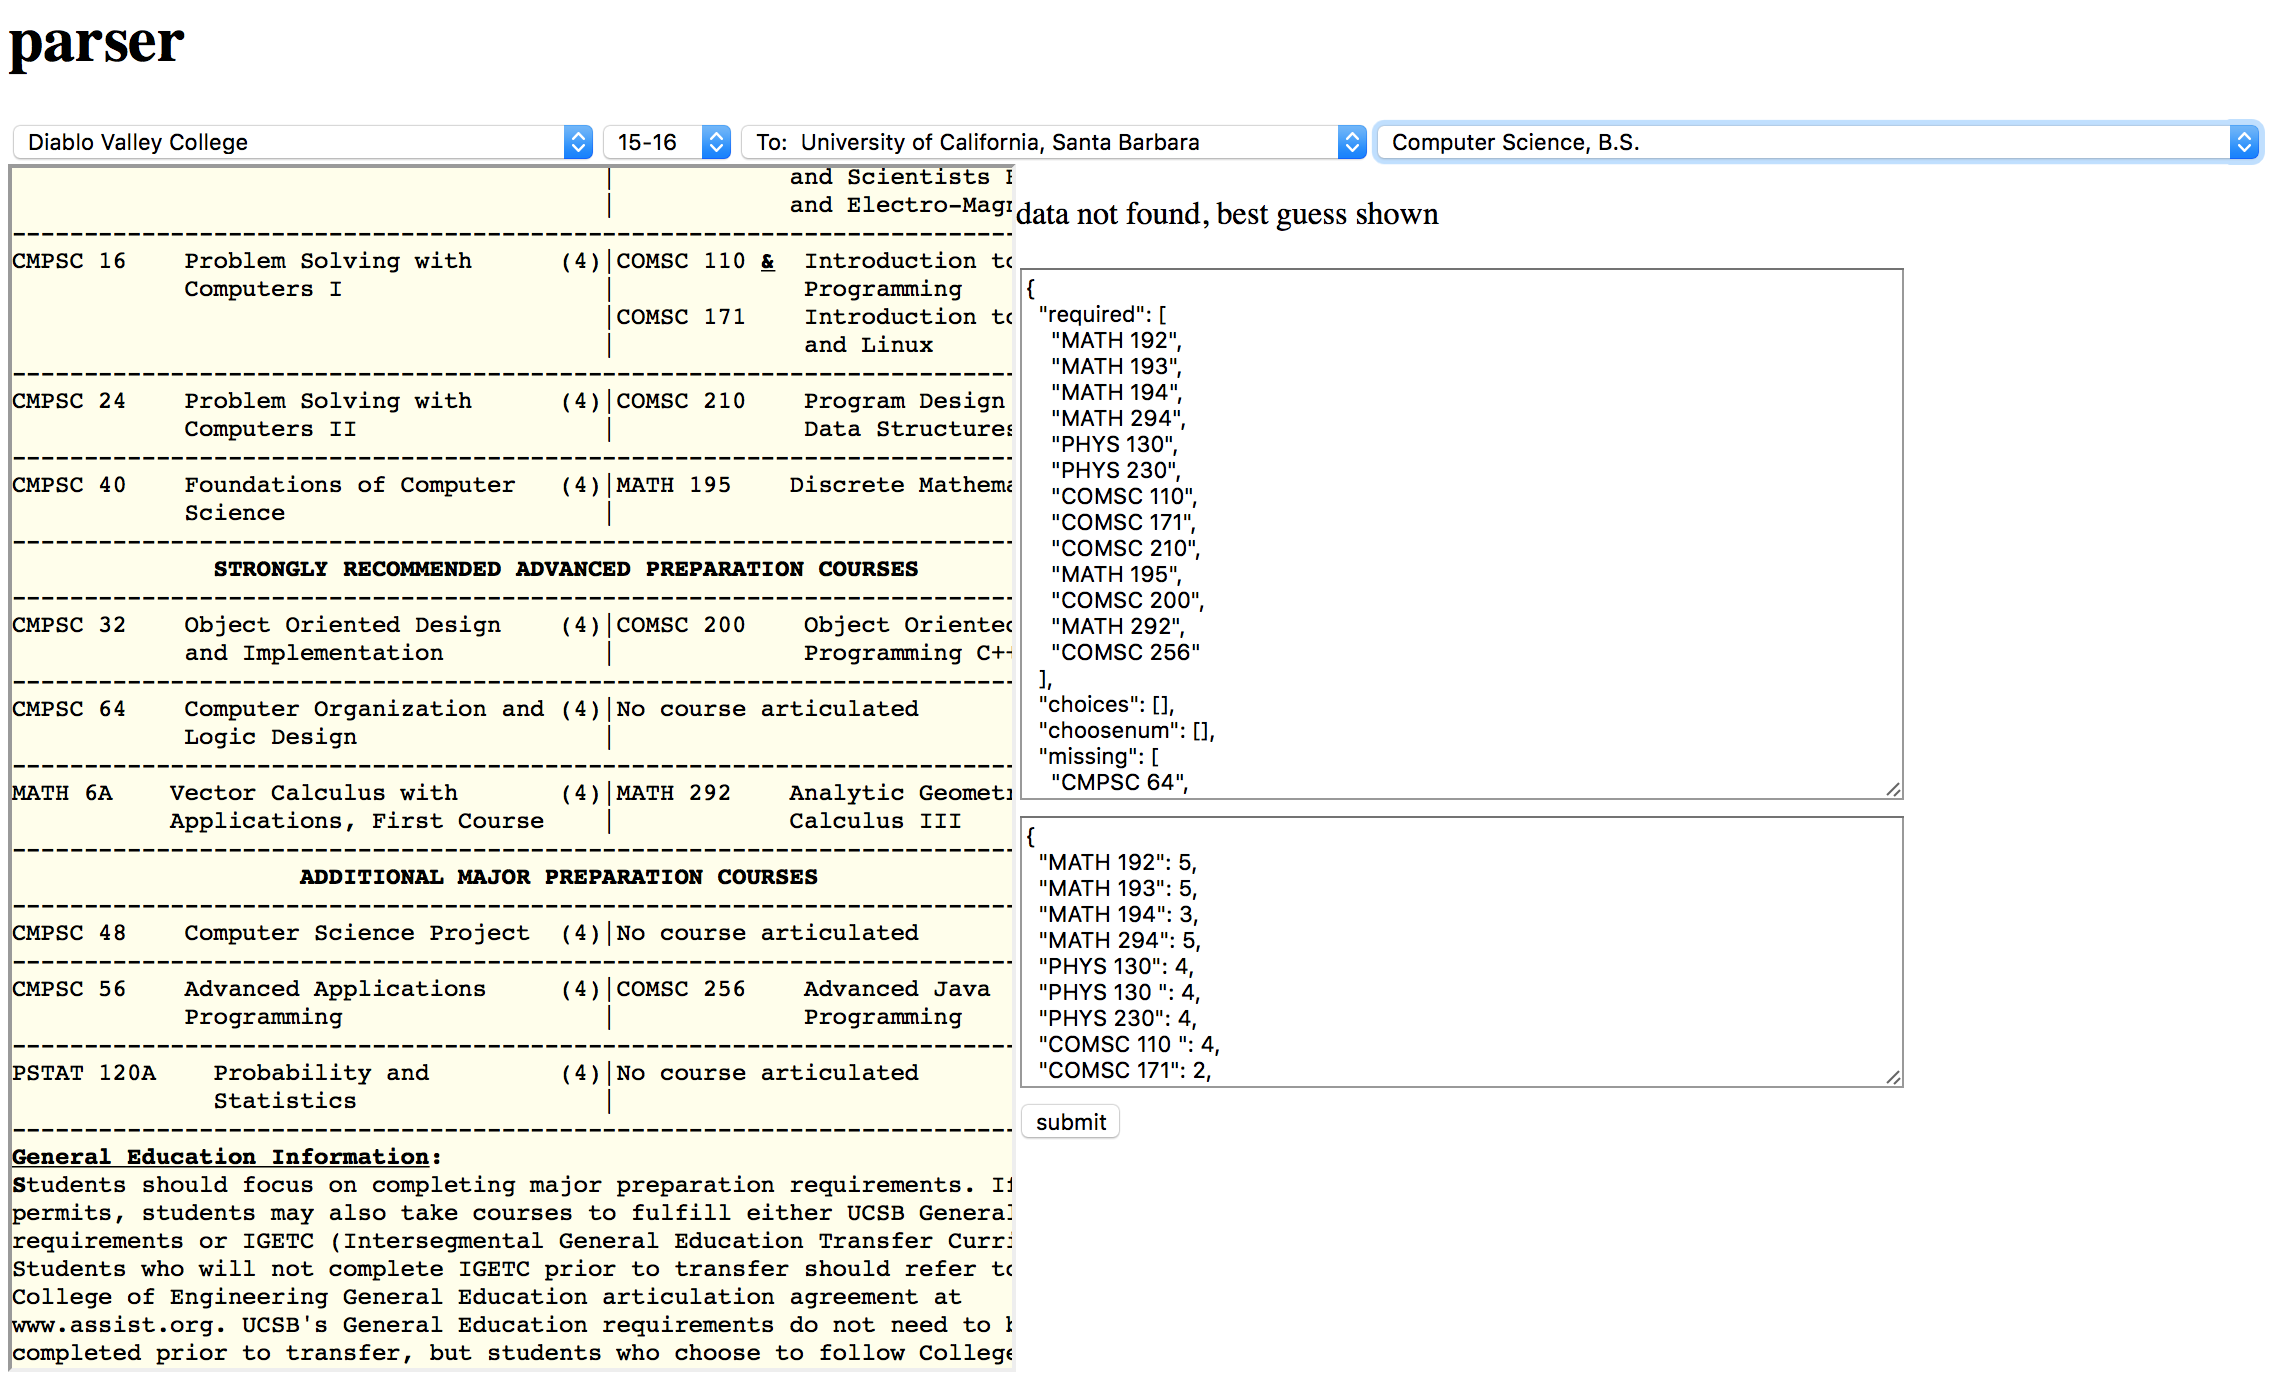 parser
Diablo Valley College 15-16 To: University of California, Santa Barbara Computer Science, B.S.
and Scientists
and Electro-Mag
CMPSC 16 Problem Solving with (4)|COMSC 110 & Introduction to
Computers I | Programming
|COMSC 171 Introduction to
| and Linux
CMPSC 24 Problem Solving with (4)|COMSC 210 Program Design
Computers II | Data Structures
CMPSC 40 Foundations of Computer (4)|MATH 195 Discrete Mathema
Science |
STRONGLY RECOMMENDED ADVANCED PREPARATION COURSES
CMPSC 32 Object Oriented Design (4)|COMSC 200 Object Oriented
and Implementation | Programming C++
CMPSC 64 Computer Organization and (4)|No course articulated
Logic Design |
MATH 6A Vector Calculus with (4)|MATH 292 Analytic Geomet
Applications, First Course | Calculus III
ADDITIONAL MAJOR PREPARATION COURSES
CMPSC 48 Computer Science Project (4)|No course articulated
CMPSC 56 Advanced Applications (4)|COMSC 256 Advanced Java
Programming | Programming
PSTAT 120A Probability and (4)|No course articulated
Statistics |
General Education Information:
Students should focus on completing major preparation requirements. If
permits, students may also take courses to fulfill either UCSB General
requirements or IGETC (Intersegmental General Education Transfer Curri
Students who will not complete IGETC prior to transfer should refer to
College of Engineering General Education articulation agreement at
www.assist.org. UCSB's General Education requirements do not need to
completed prior to transfer, but students who choose to follow College
data not found, best guess shown
{
"required": [
"MATH 192",
"MATH 193",
"MATH 194",
"MATH 294",
"PHYS 130",
"PHYS 230",
"COMSC 110",
"COMSC 171",
"COMSC 210",
"MATH 195",
"COMSC 200",
"MATH 292",
"COMSC 256"
],
"choices": [],
"choosenum": [],
"missing": [
"CMPSC 64",
{
"MATH 192": 5,
"MATH 193": 5,
"MATH 194": 3,
"MATH 294": 5,
"PHYS 130": 4,
"PHYS 130 ": 4,
"PHYS 230": 4,
"COMSC 110 ": 4,
"COMSC 171": 2,
submit